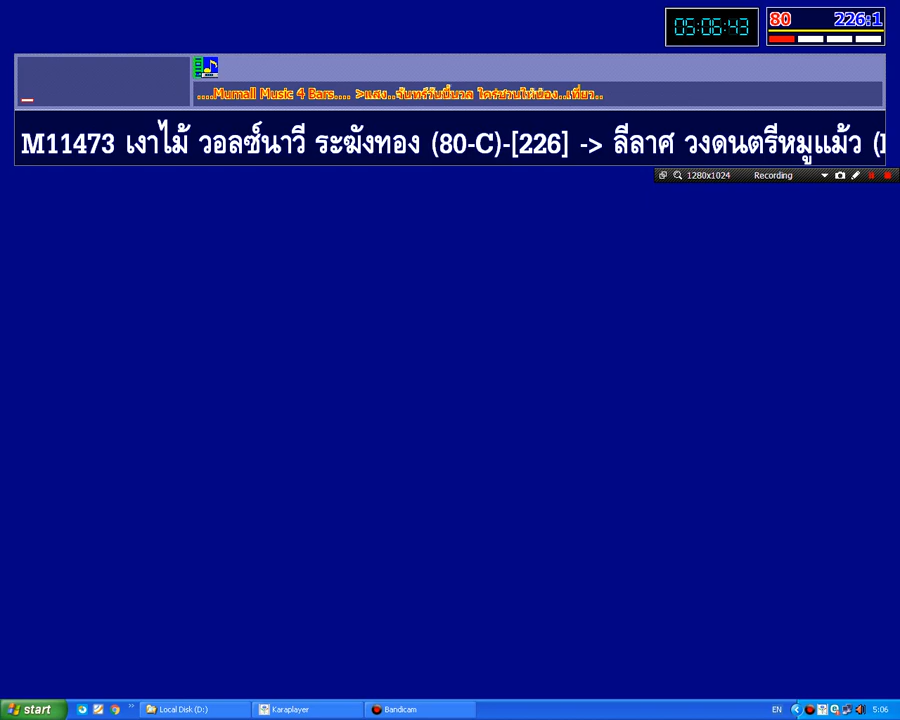 05:06:43
80 226:1
....Mumall Music 4 Bars.... >แสง..จันทร์วันนี้นวล ใคร่ชวนให้น้อง..เที่ยว..
M11473 เงาไม้ วอลซ์นาวี ระฆังทอง (80-C)-[226] -> ลีลาศ วงดนตรีหมูแม้ว
1280x1024 Recording
start Local Disk (D:) Karaplayer Bandicam EN 5:06